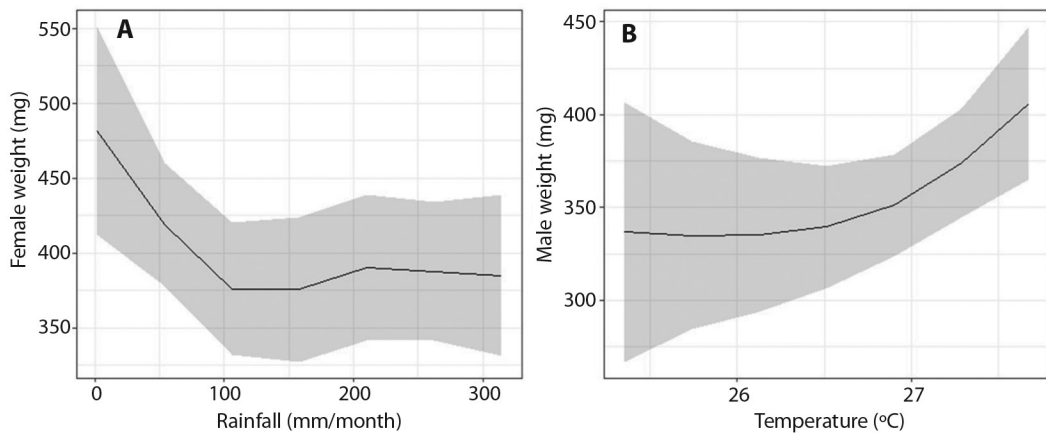 A
Female weight (mg)
550
500
450
400
350
0
100
200
300
Rainfall (mm/month)
B
Male weight (mg)
450
400
350
300
26
27
Temperature (ºC)